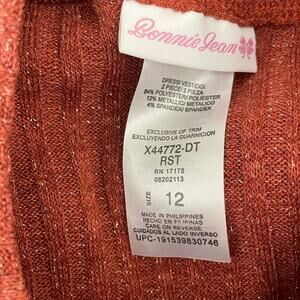 Bonnie Jean
DRESS/VESTIDO:
2 PIECE/2 PIEZA
84% POLYESTER/POLIESTER
12% METALLIC/METALICO
4% SPANDEX/SPANDEX
EXCLUSIVE OF TRIM
EXCLUYENDO LA GUARNICION
X44772-DT
RST
RN 17175
08202113
SIZE 12
MADE IN PHILIPPINES
HECHO EN FILIPINAS
CARE ON REVERSE
CUIDADOS AL LADO INVERSO
UPC-191539830746